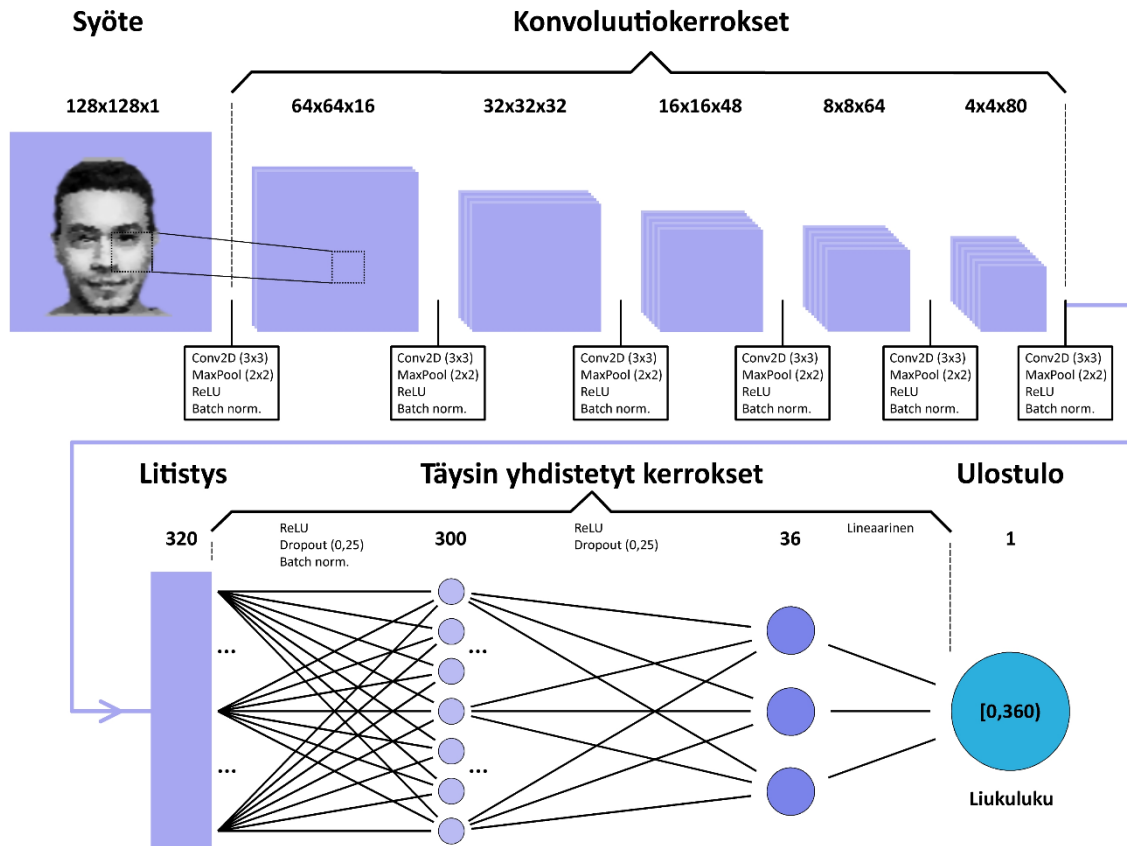 Syöte
Konvoluutiokerrokset
128x128x1
64x64x16
32x32x32
16x16x48
8x8x64
4x4x80
Conv2D (3x3)
MaxPool (2x2)
ReLU
Batch norm.
Conv2D (3x3)
MaxPool (2x2)
ReLU
Batch norm.
Conv2D (3x3)
MaxPool (2x2)
ReLU
Batch norm.
Conv2D (3x3)
MaxPool (2x2)
ReLU
Batch norm.
Conv2D (3x3)
MaxPool (2x2)
ReLU
Batch norm.
Conv2D (3x3)
MaxPool (2x2)
ReLU
Batch norm.
Litistys
Täysin yhdistetyt kerrokset
Ulostulo
320
ReLU
Dropout (0,25)
Batch norm.
300
ReLU
Dropout (0,25)
36
Lineaarinen
1
...
...
...
...
[0,360)
Liukuluku